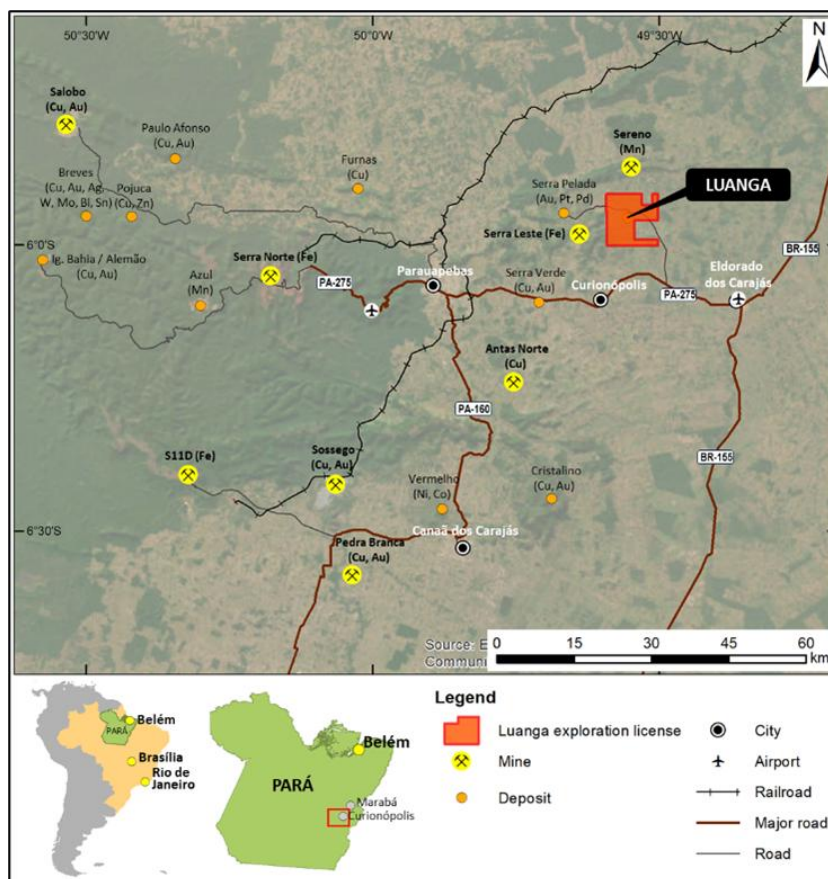 50°30'W
50°0'W
49°30'W
N
Salobo
(Cu, Au)
Paulo Afonso
(Cu, Au)
Furnas
(Cu)
Sereno
(Mn)
Breves
(Cu, Au, Ag,
W, Mo, BI, Sn)
Pojuca
(Cu, Zn)
Serra Pelada
(Au, Pt, Pd)
LUANGA
Serra Leste (Fe)
6°0'S
BR-155
Ig. Bahia / Alemão
(Cu, Au)
Serra Norte (Fe)
Parauapebas
Eldorado
dos Carajás
Azul
(Mn)
PA-275
Serra Verde
(Cu, Au)
Curionópolis
PA-275
Antas Norte
(Cu)
PA-160
S11D (Fe)
Sossego
(Cu, Au)
BR-155
Vermelho
(Ni, Co)
Cristalino
(Cu, Au)
6°30'S
Canaã dos Carajás
Pedra Branca
(Cu, Au)
Source: E
Communi
0 15 30 45 60
km
Belém
PARÁ
Brasília
Rio de
Janeiro
Belém
PARÁ
Marabá
Curionópolis
Legend
Luanga exploration license
Mine
Deposit
City
Airport
Railroad
Major road
Road